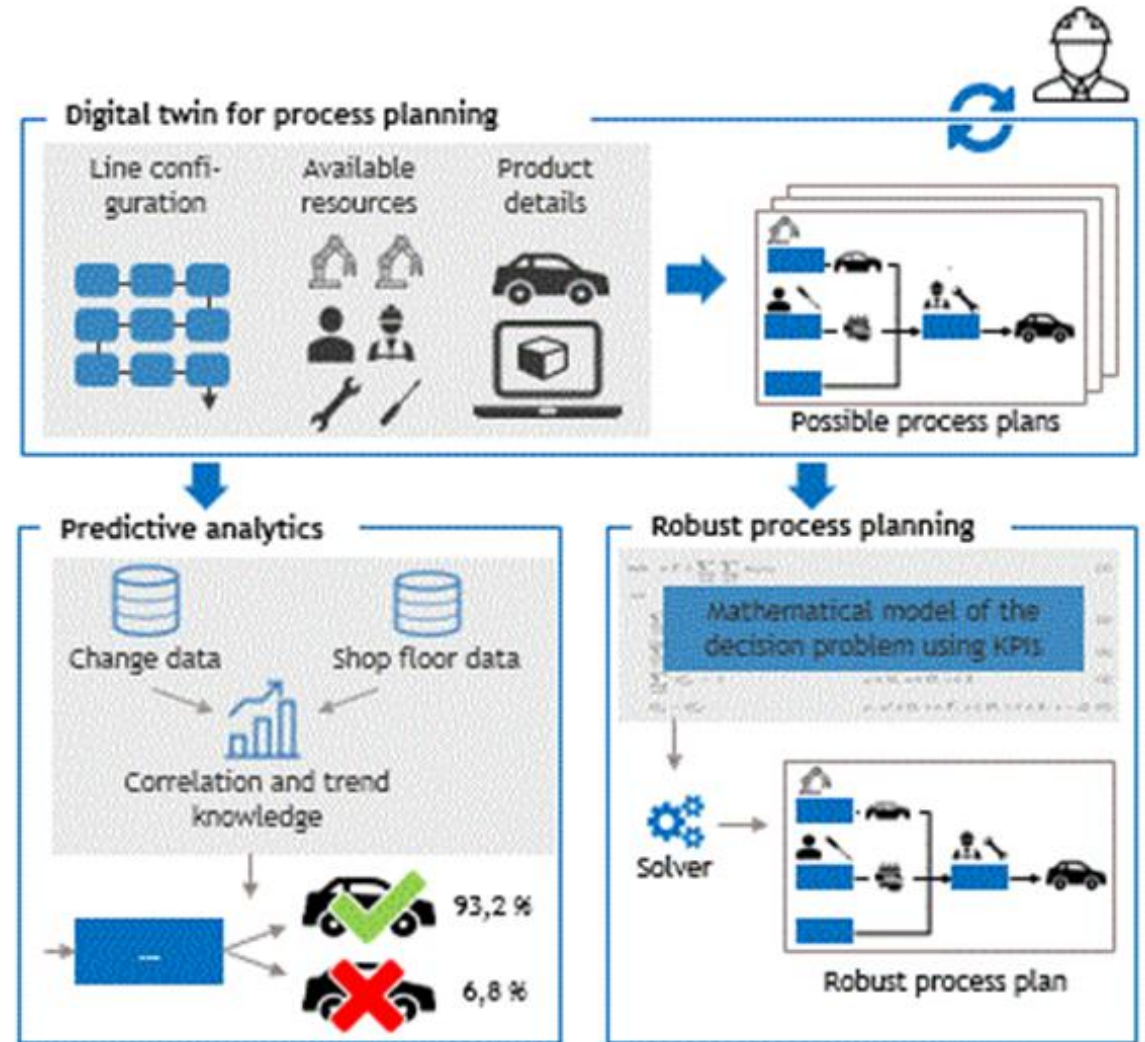 Digital twin for process planning
Line confi-
guration
Available
resources
Product
details
Possible process plans
Predictive analytics
Change data
Shop floor data
Correlation and trend
knowledge
...
93,2 %
6,8 %
Robust process planning
Mathematical model of the
decision problem using KPIs
Solver
Robust process plan